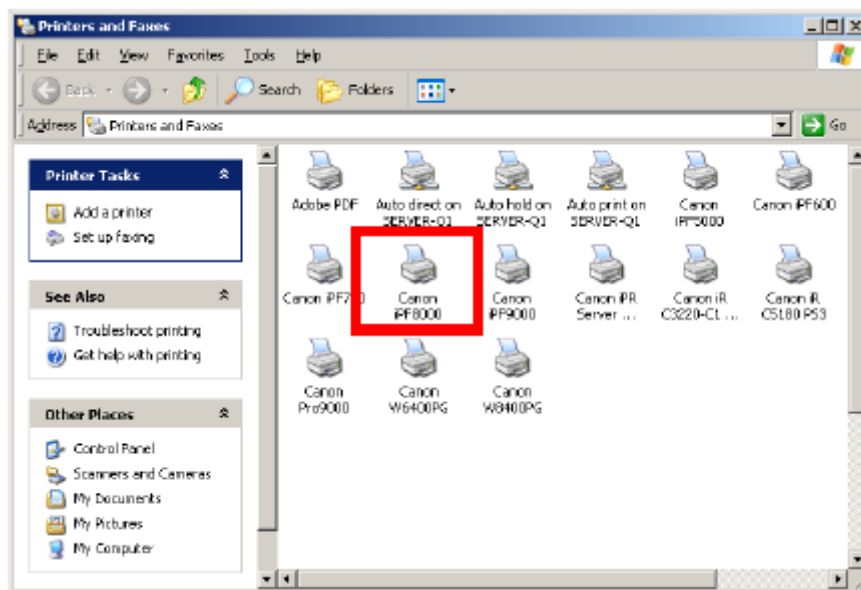 Printers and Faxes
File Edit View Favorites Tools Help
Back Search Folders
Address Printers and Faxes Go
Printer Tasks
Add a printer
Set up faxing
See Also
Troubleshoot printing
Get help with printing
Other Places
Control Panel
Scanners and Cameras
My Documents
My Pictures
My Computer
Adobe PDF
Auto direct on
SERVER-Q1
Auto hold on
SERVER-Q1
Auto print on
SERVER-Q1
Canon
iPF5000
Canon iPF600
Canon
iPF8000
Canon
iPF9000
Canon iPR
Server ...
Canon iR
C3220-C1 ...
Canon iR
C5180 PS3
Canon
Pro9000
Canon
W6400PG
Canon
W8400PG